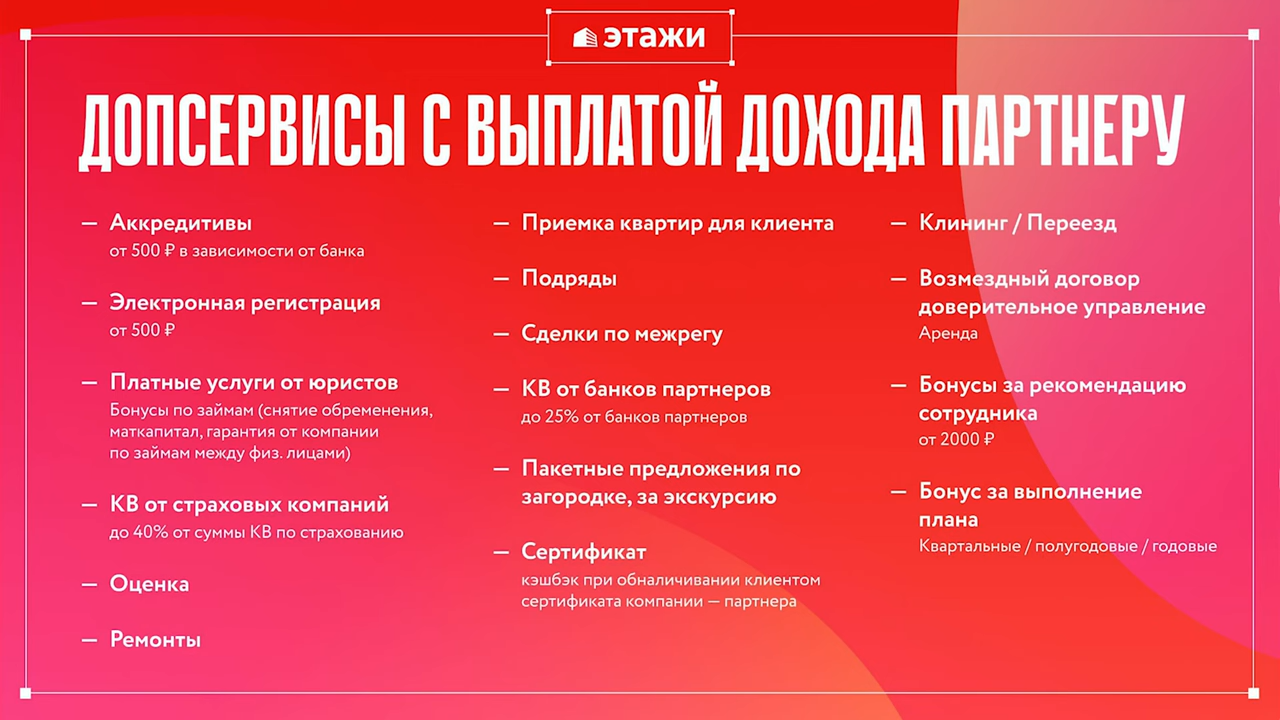 этажи
ДОПСЕРВИСЫ С ВЫПЛАТОЙ ДОХОДА ПАРТНЕРУ
— Аккредитивы
от 500 ₽ в зависимости от банка
— Электронная регистрация
от 500 ₽
— Платные услуги от юристов
Бонусы по займам (снятие обременения,
маткапитал, гарантия от компании
по займам между физ. лицами)
— КВ от страховых компаний
до 40% от суммы КВ по страхованию
— Оценка
— Ремонты
— Приемка квартир для клиента
— Подряды
— Сделки по межрегу
— КВ от банков партнеров
до 25% от банков партнеров
— Пакетные предложения по
загородке, за экскурсию
— Сертификат
кэшбэк при обналичивании клиентом
сертификата компании — партнера
— Клининг / Переезд
— Возмездный договор
доверительное управление
Аренда
— Бонусы за рекомендацию
сотрудника
от 2000 ₽
— Бонус за выполнение
плана
Квартальные / полугодовые / годовые